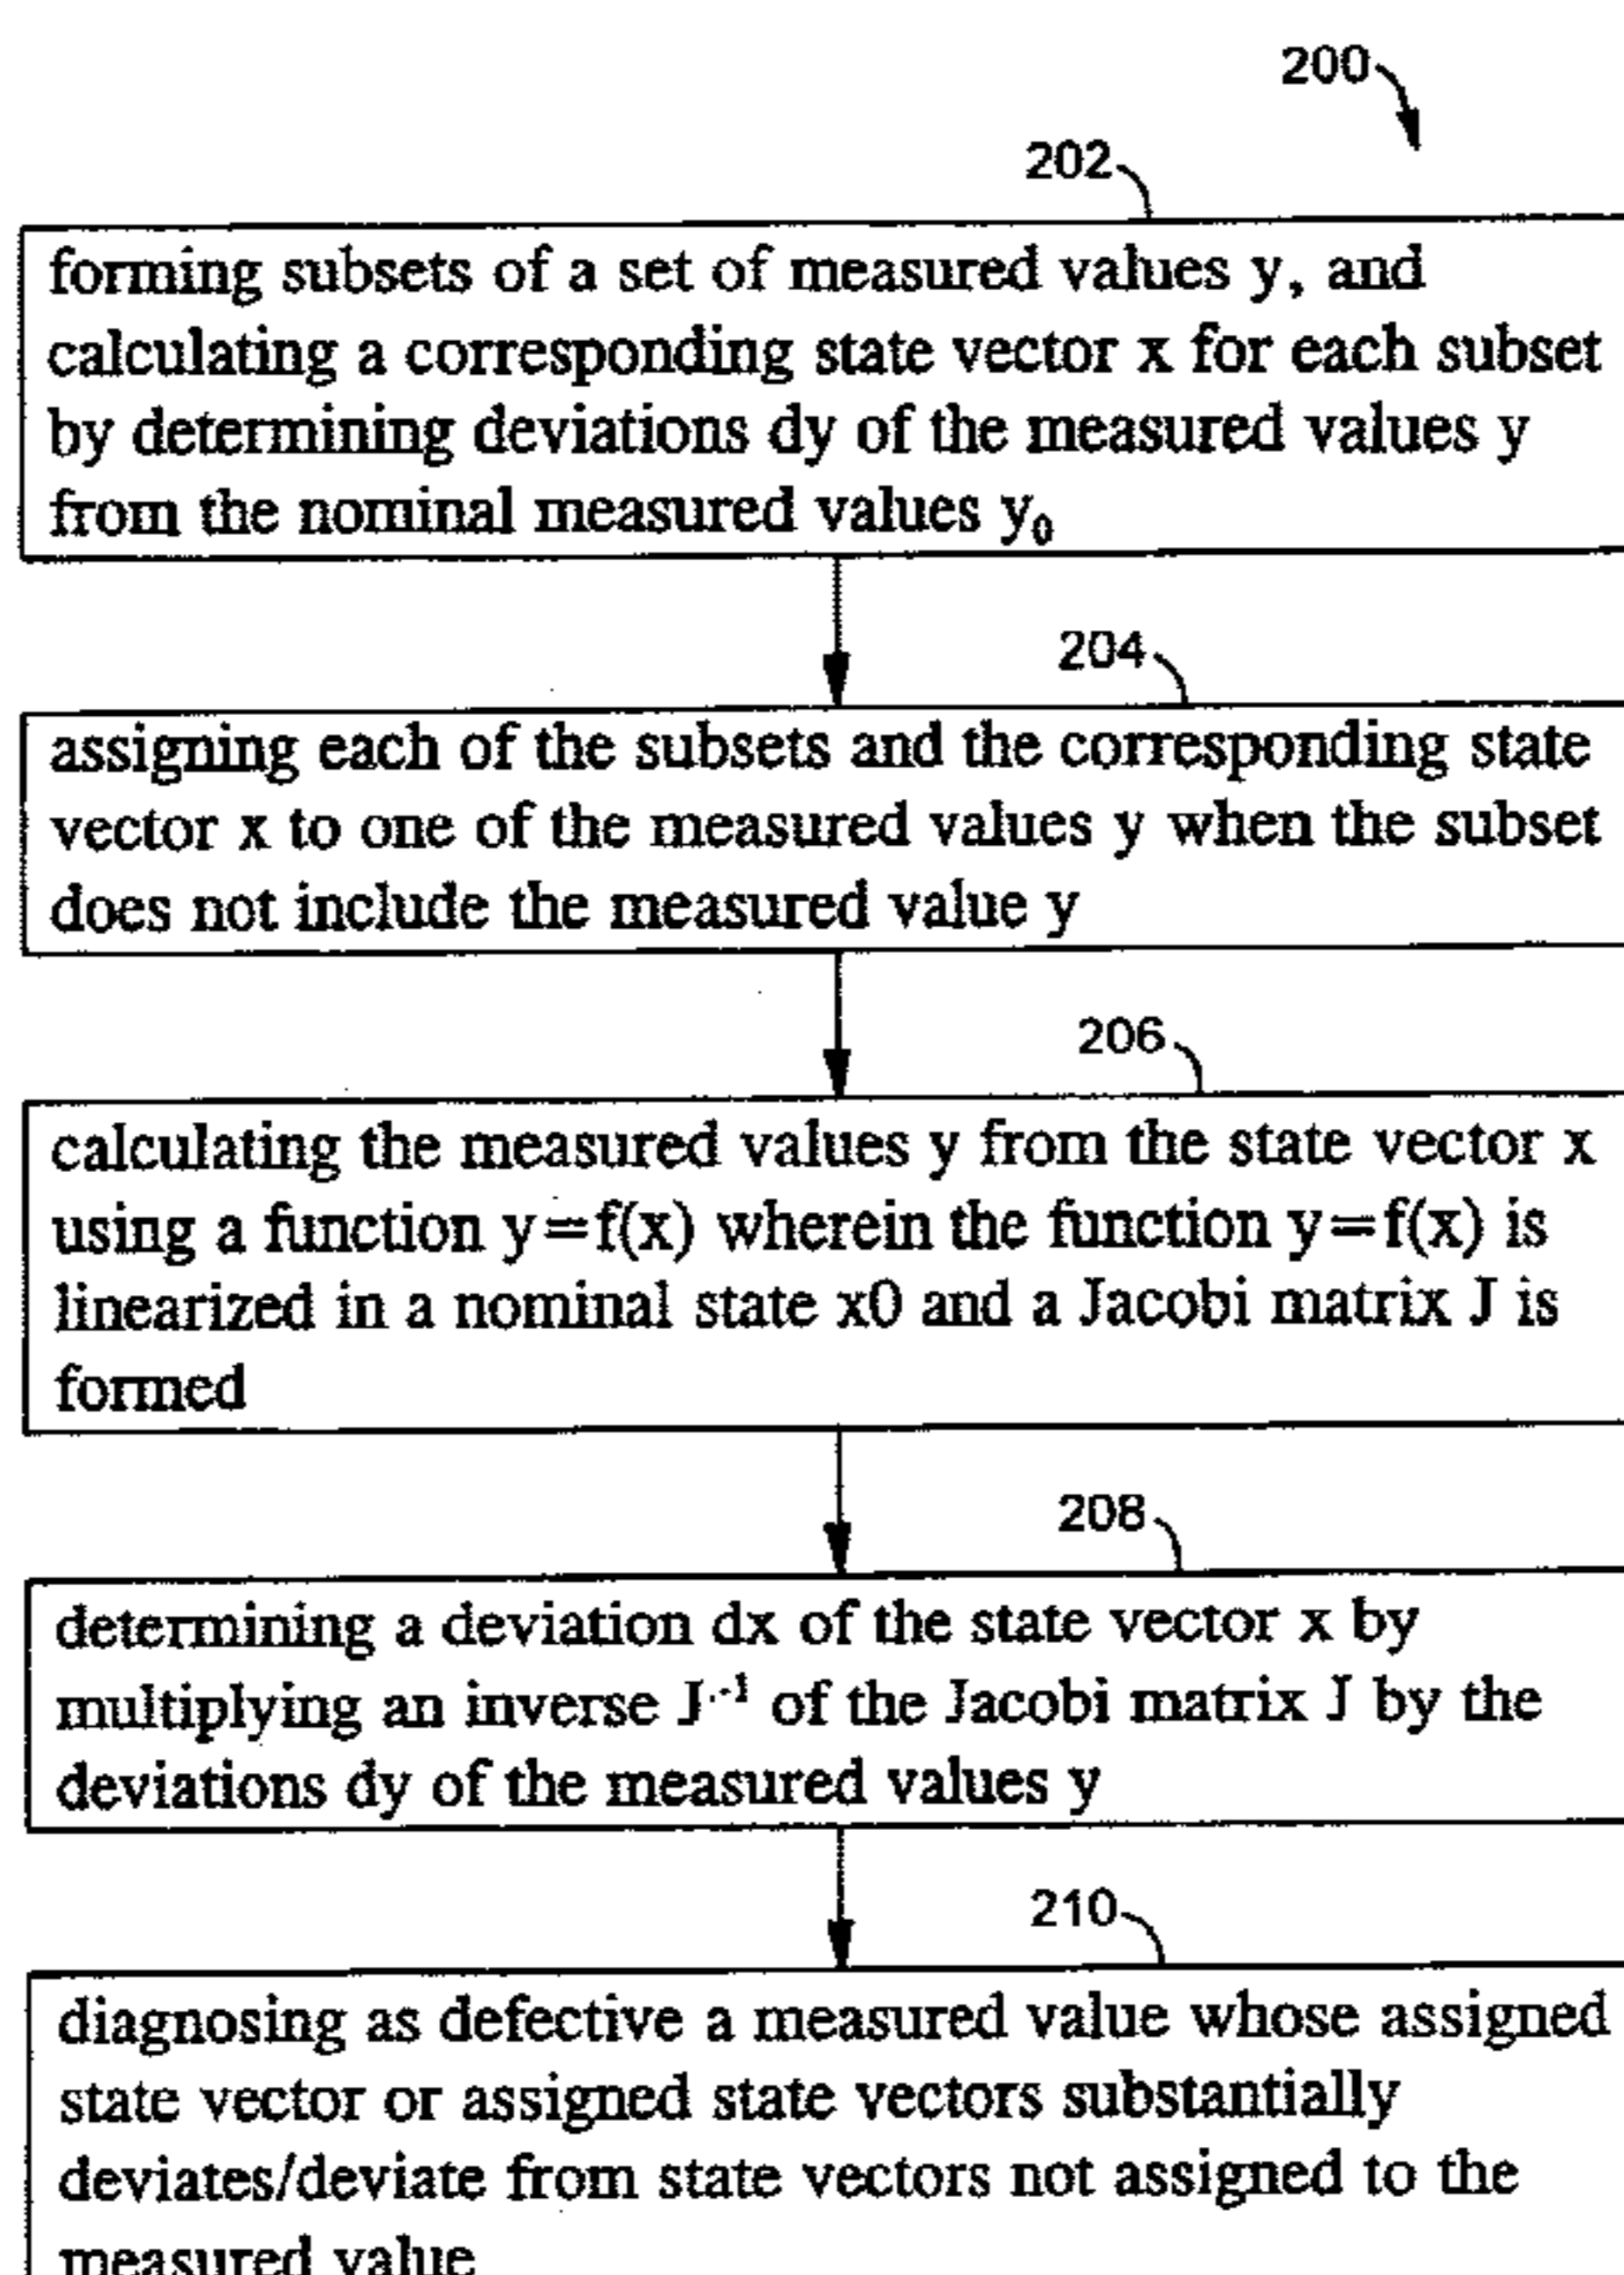 200
202
forming subsets of a set of measured values y, and
calculating a corresponding state vector x for each subset
by determining deviations dy of the measured values y
from the nominal measured values y₀
204
assigning each of the subsets and the corresponding state
vector x to one of the measured values y when the subset
does not include the measured value y
206
calculating the measured values y from the state vector x
using a function y=f(x) wherein the function y=f(x) is
linearized in a nominal state x0 and a Jacobi matrix J is
formed
208
determining a deviation dx of the state vector x by
multiplying an inverse J⁻¹ of the Jacobi matrix J by the
deviations dy of the measured values y
210
diagnosing as defective a measured value whose assigned
state vector or assigned state vectors substantially
deviates/deviate from state vectors not assigned to the
measured value